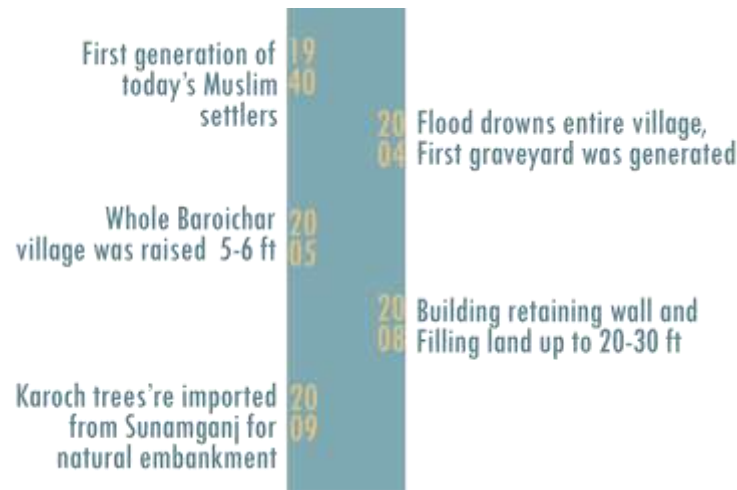 First generation of
today's Muslim
settlers
19
40
20
04
Flood drowns entire village,
First graveyard was generated
Whole Baroichar
village was raised 5-6 ft
20
05
20
08
Building retaining wall and
Filling land up to 20-30 ft
Karoch trees're imported
from Sunamganj for
natural embankment
20
09